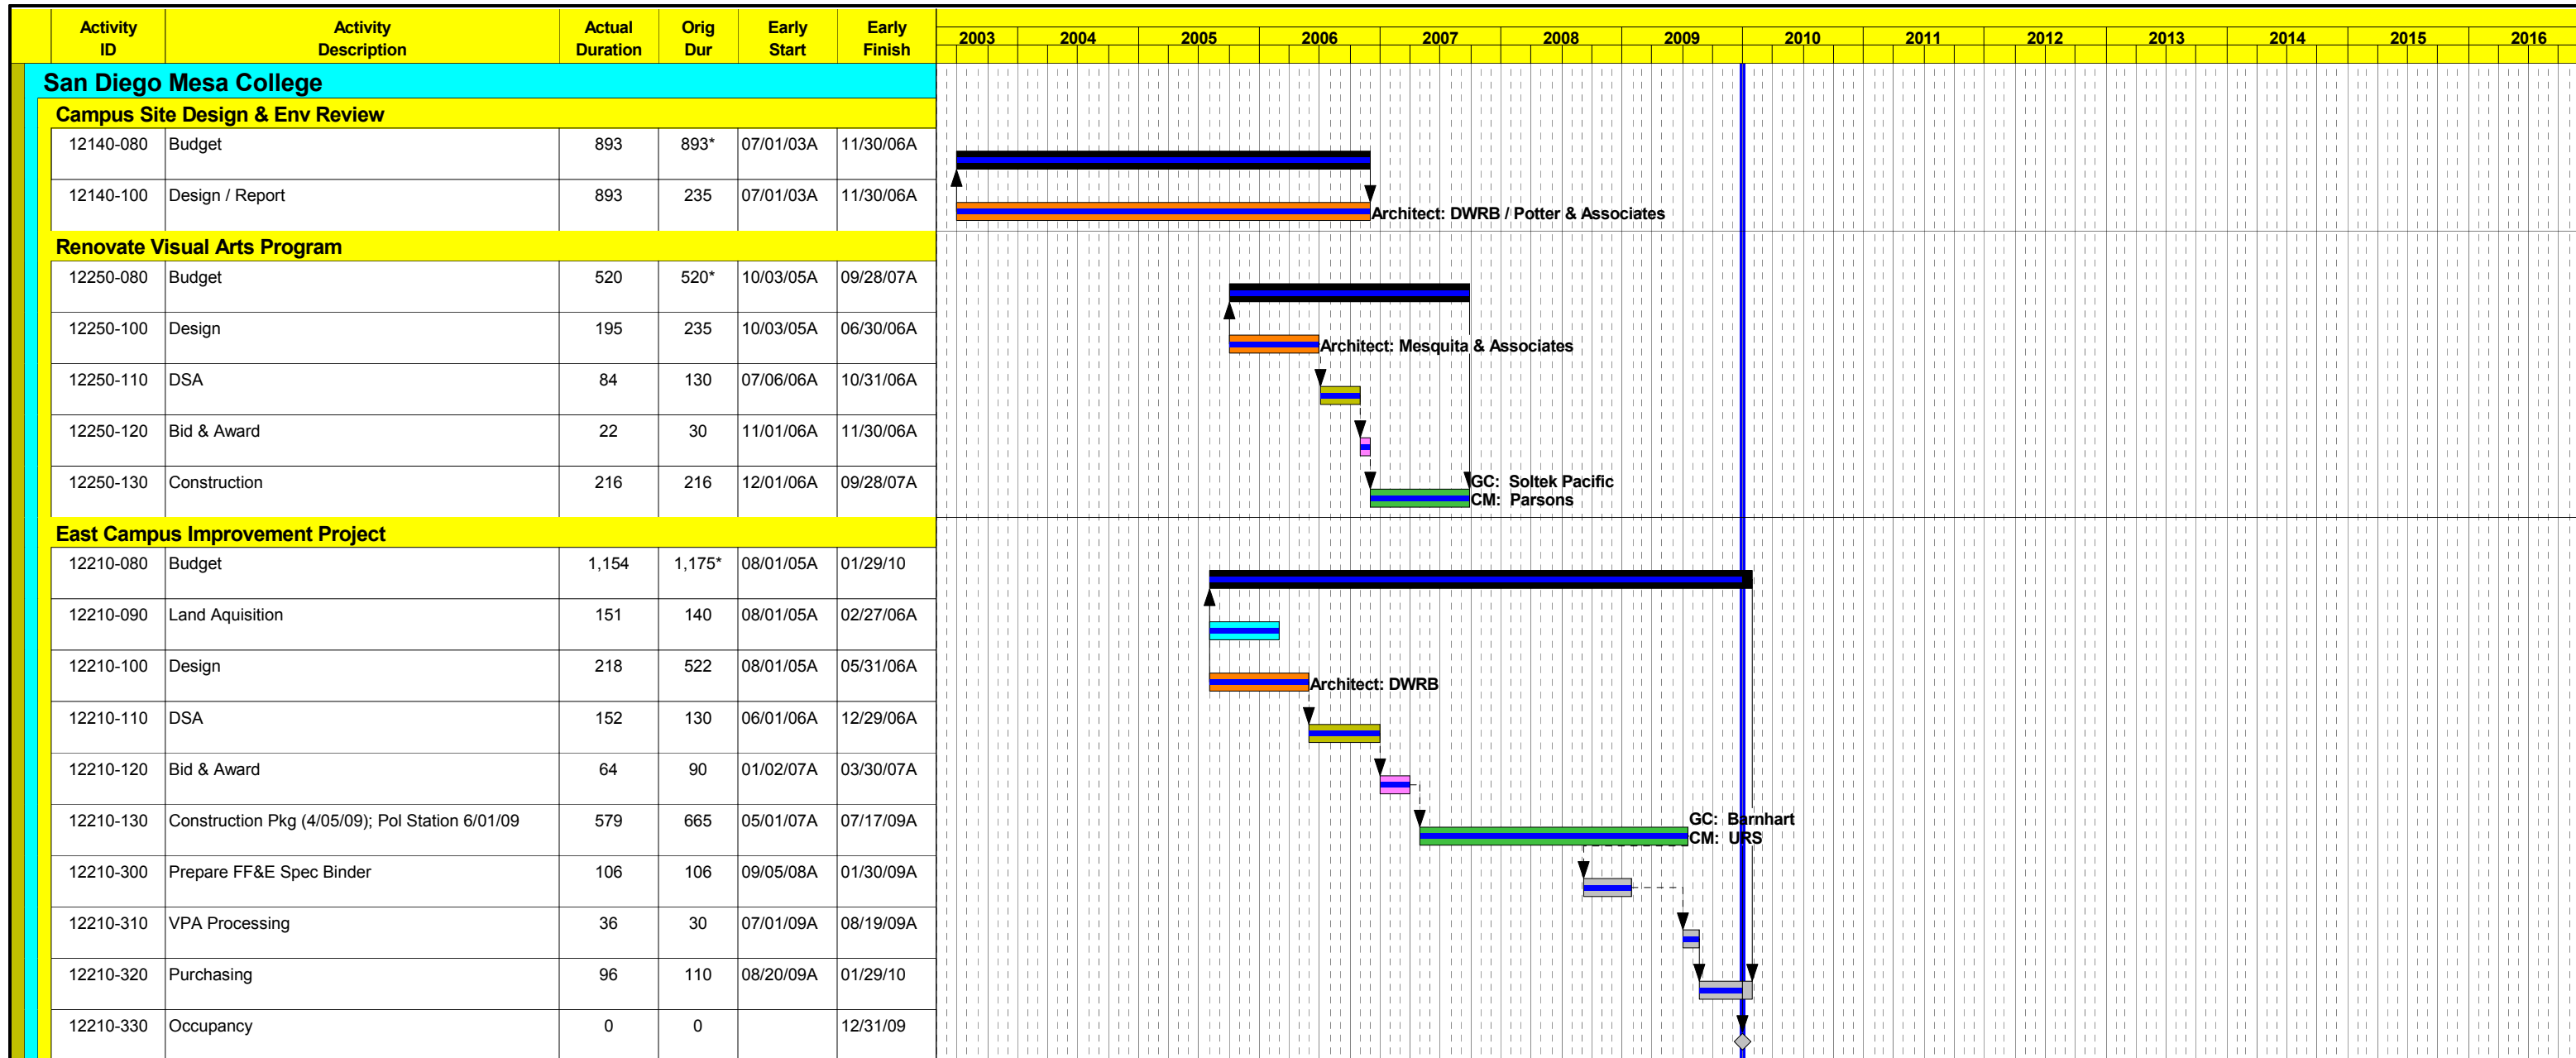 Activity ID Activity Description Actual Duration Orig Dur Early Start Early Finish 2003 2004 2005 2006 2007 2008 2009 2010 2011 2012 2013 2014 2015 2016
San Diego Mesa College
Campus Site Design & Env Review
12140-080 Budget 893 893* 07/01/03A 11/30/06A
12140-100 Design / Report 893 235 07/01/03A 11/30/06A
Architect: DWRB / Potter & Associates
Renovate Visual Arts Program
12250-080 Budget 520 520* 10/03/05A 09/28/07A
12250-100 Design 195 235 10/03/05A 06/30/06A
Architect: Mesquita & Associates
12250-110 DSA 84 130 07/06/06A 10/31/06A
12250-120 Bid & Award 22 30 11/01/06A 11/30/06A
12250-130 Construction 216 216 12/01/06A 09/28/07A
GC: Soltek Pacific
CM: Parsons
East Campus Improvement Project
12210-080 Budget 1,154 1,175* 08/01/05A 01/29/10
12210-090 Land Aquisition 151 140 08/01/05A 02/27/06A
12210-100 Design 218 522 08/01/05A 05/31/06A
Architect: DWRB
12210-110 DSA 152 130 06/01/06A 12/29/06A
12210-120 Bid & Award 64 90 01/02/07A 03/30/07A
12210-130 Construction Pkg (4/05/09); Pol Station 6/01/09 579 665 05/01/07A 07/17/09A
GC: Barnhart
CM: URS
12210-300 Prepare FF&E Spec Binder 106 106 09/05/08A 01/30/09A
12210-310 VPA Processing 36 30 07/01/09A 08/19/09A
12210-320 Purchasing 96 110 08/20/09A 01/29/10
12210-330 Occupancy 0 0 12/31/09